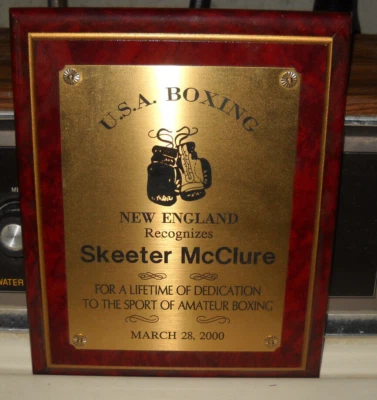 U.S.A. BOXING
NEW ENGLAND
Recognizes
Skeeter McClure
FOR A LIFETIME OF DEDICATION
TO THE SPORT OF AMATEUR BOXING
MARCH 28, 2000
WATER